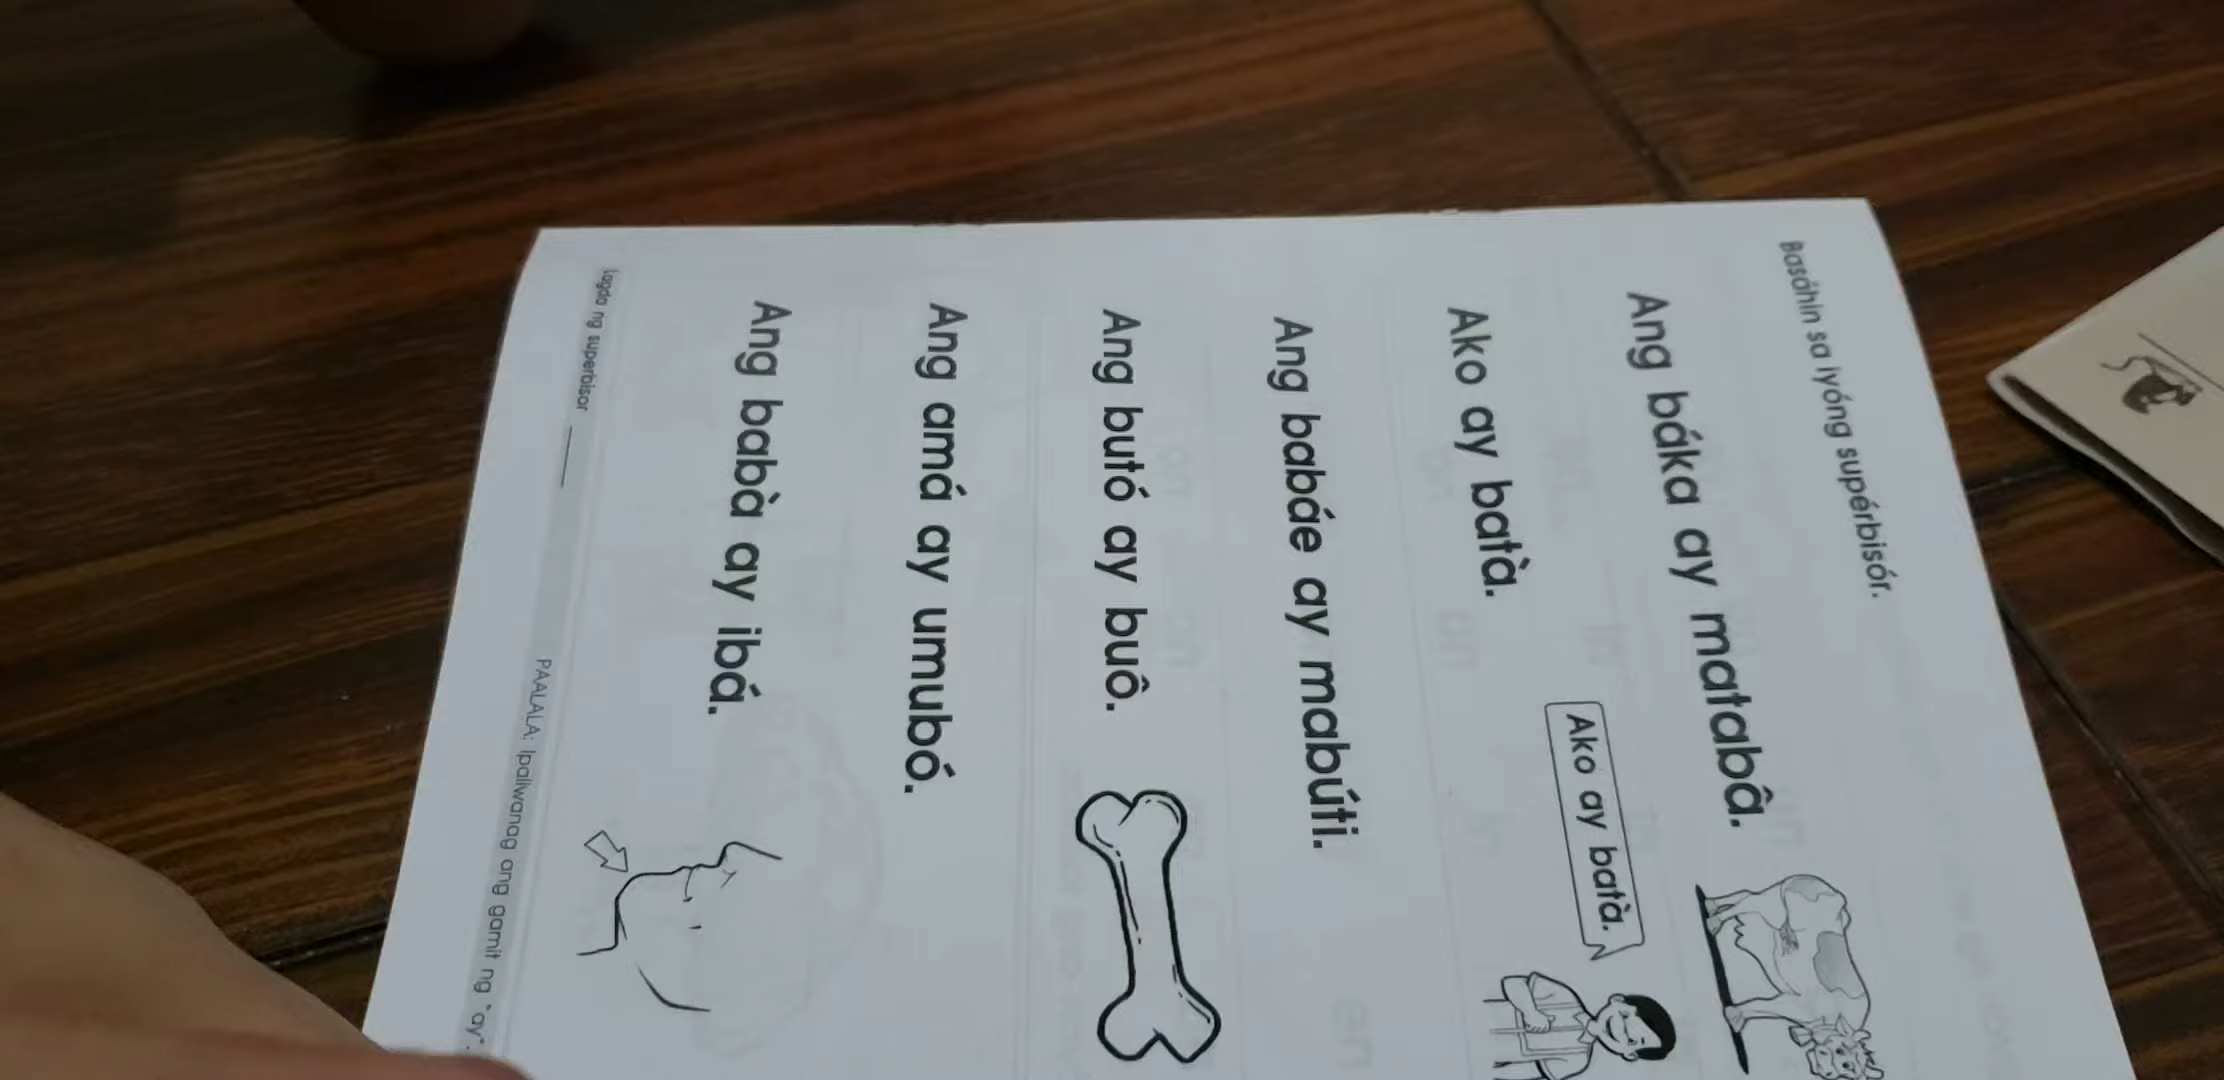 Basáhin sa iyóng supérbisór.
Ang báka ay matabâ.
Ako ay batà.
Ako ay batà.
Ang babáe ay mabúti.
Ang butó ay buô.
Ang amá ay umubó.
Ang babà ay ibá.
Lagda ng superbisor
PAALALA: Ipaliwanag ang gamit ng "ay".